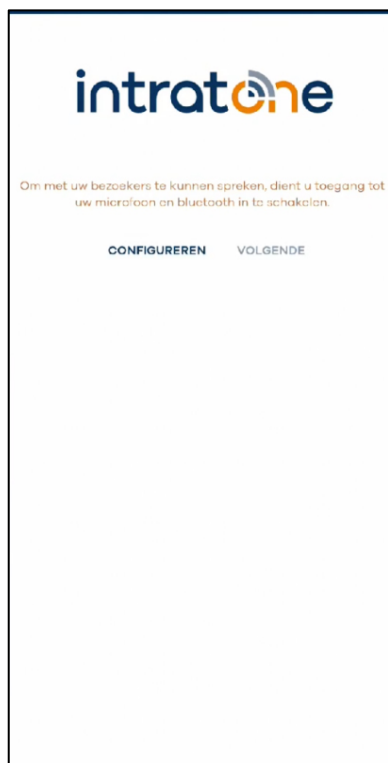 intratone
Om met uw bezoekers te kunnen spreken, dient u toegang tot
uw microfoon en bluetooth in te schakelen.
CONFIGUREREN VOLGENDE